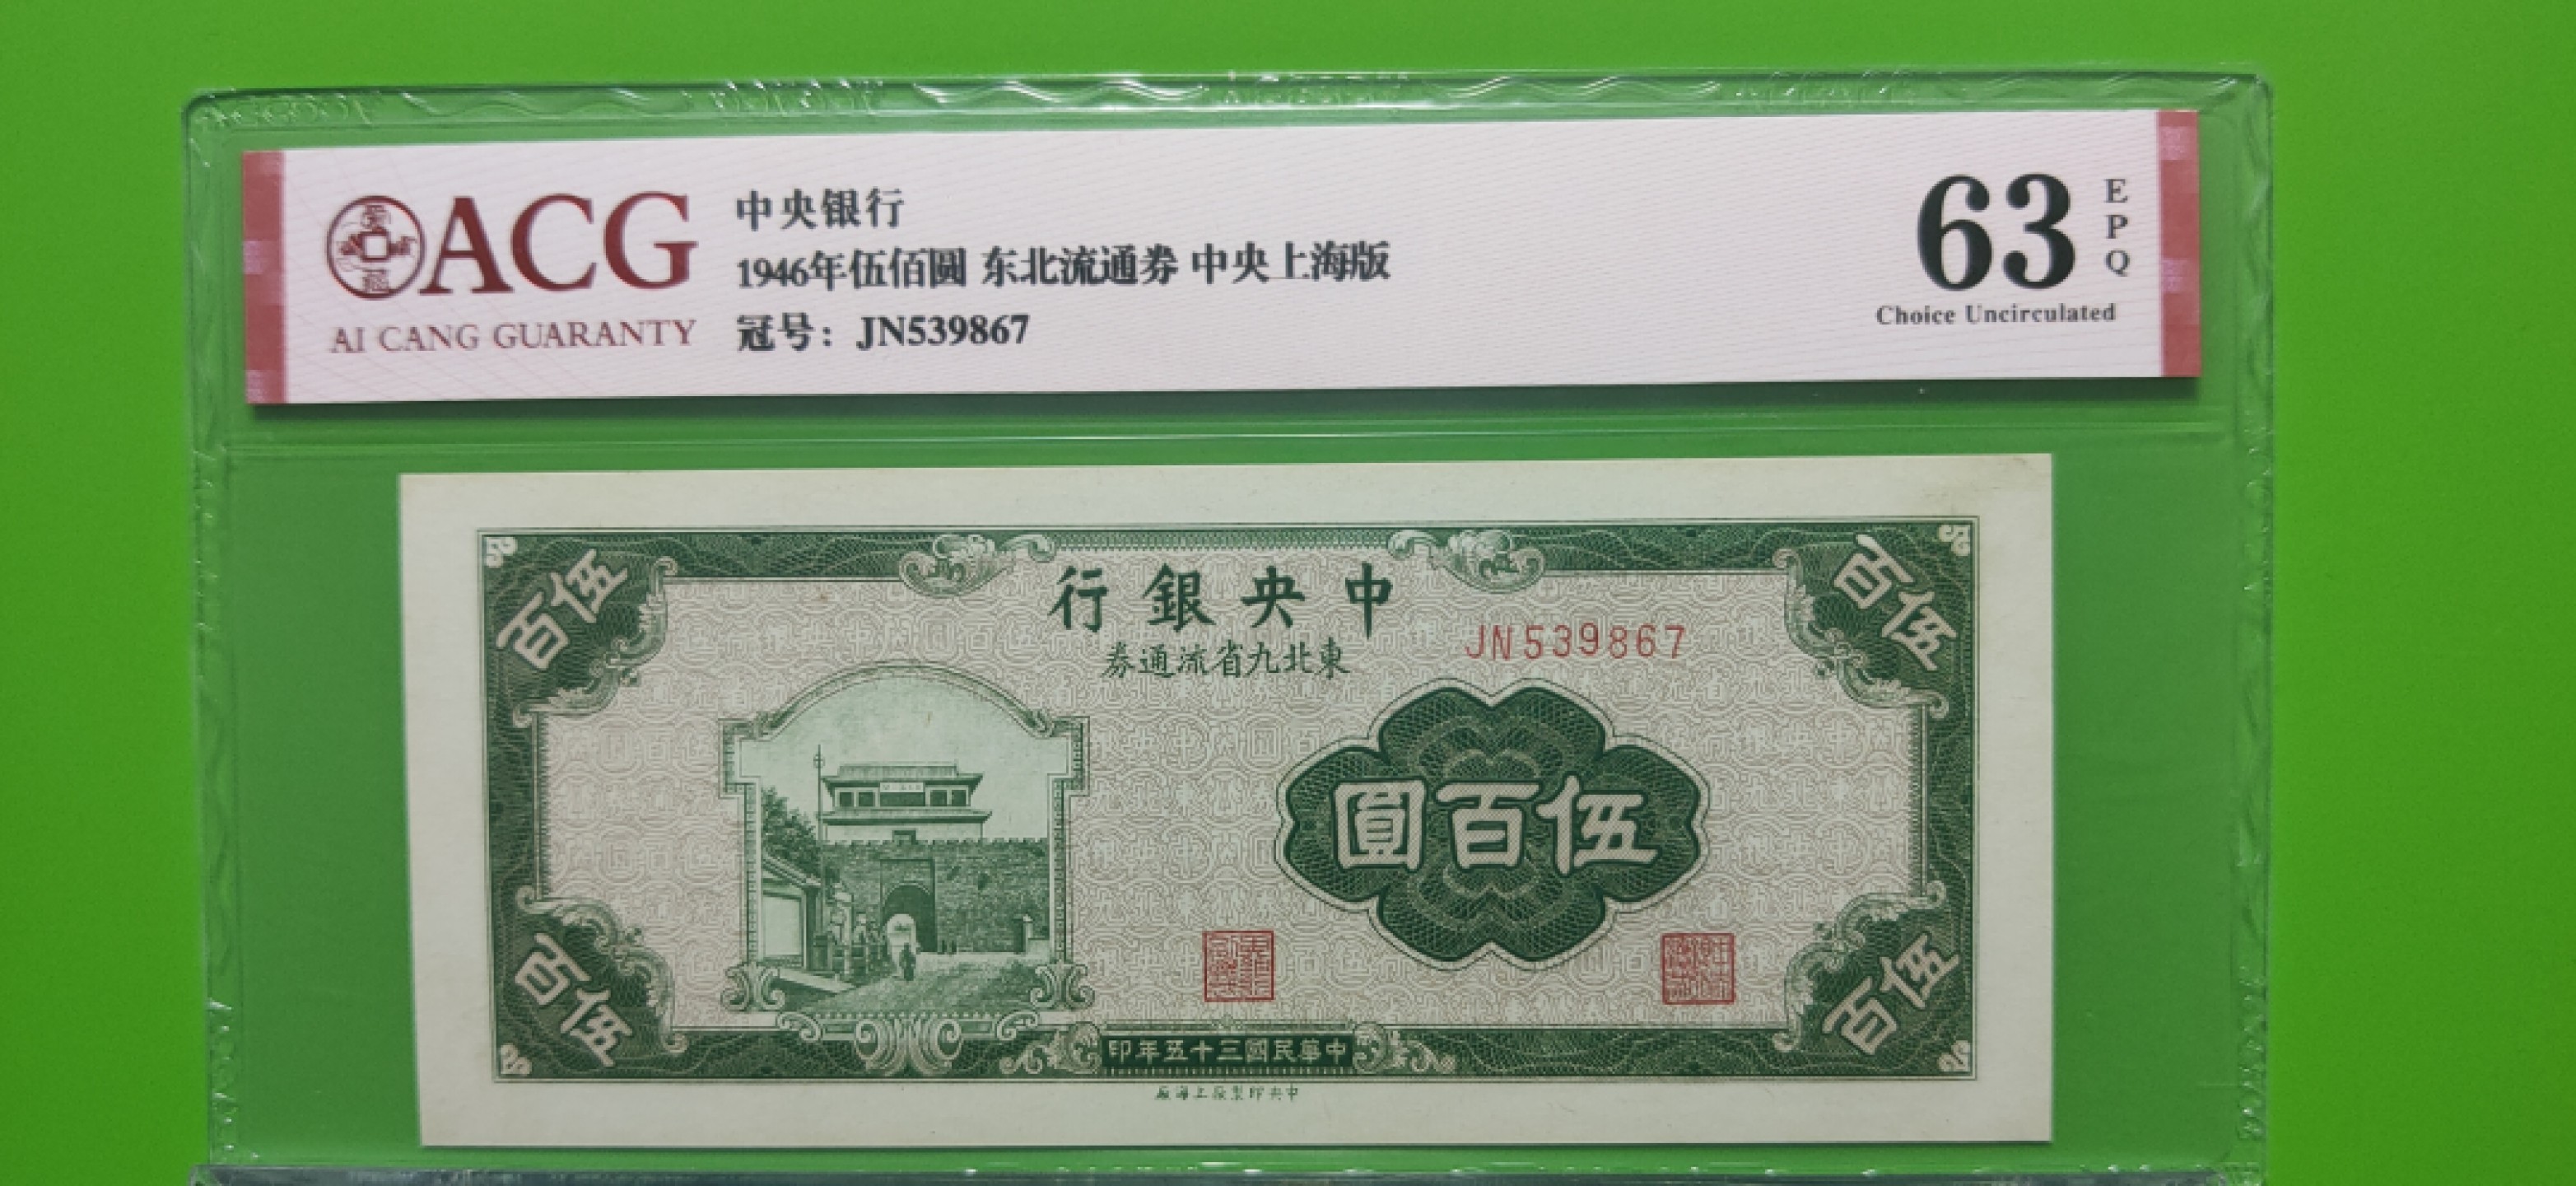 ACG
AI CANG GUARANTY
中央银行
1946年伍佰圆 东北流通券 中央上海版
冠号: JN539867
63
EPQ
Choice Uncirculated
行銀央中
券通流省九北東
JN539867
百伍
百伍
圓百伍
百伍
百伍
印年五十三國民華中
廠海上廠製印央中